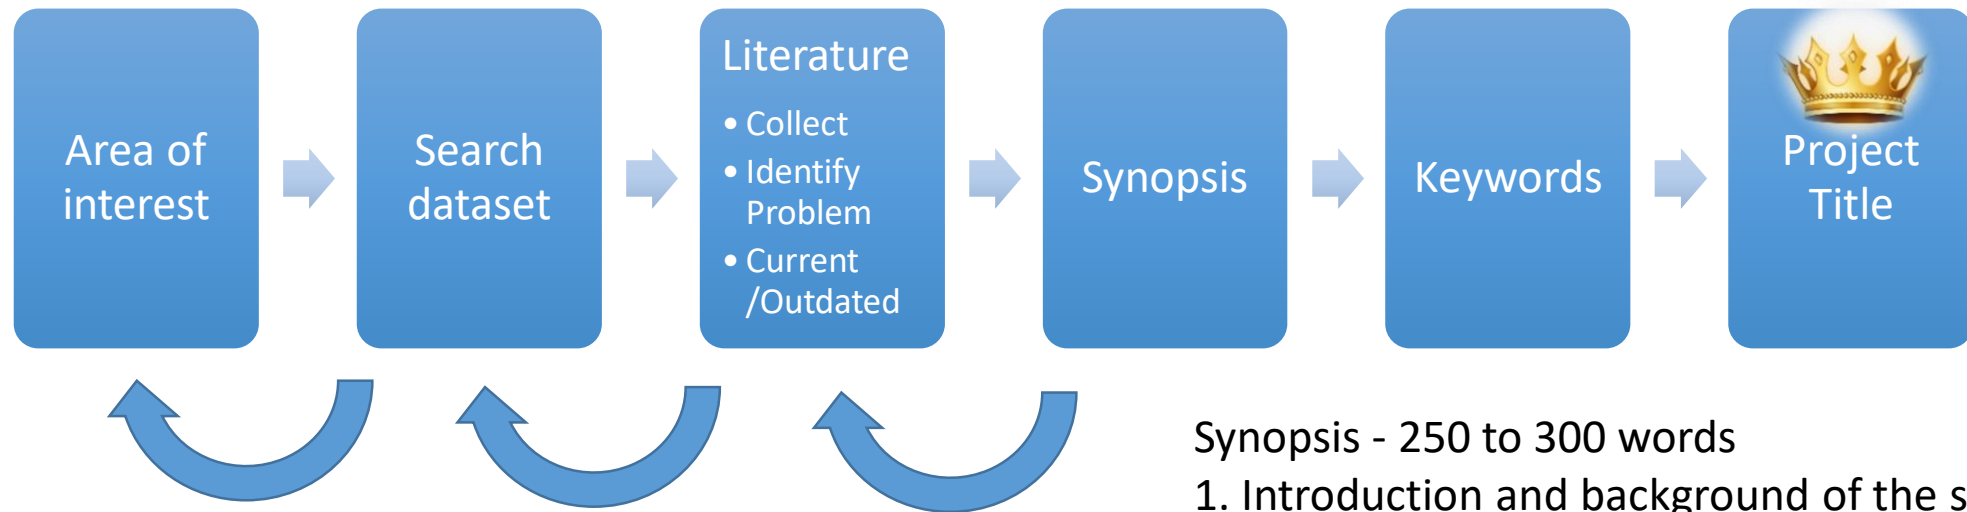 Area of
interest
Search
dataset
Literature
• Collect
• Identify
Problem
• Current
/Outdated
Synopsis
Keywords
Project
Title
Synopsis - 250 to 300 words
1. Introduction and background of the s